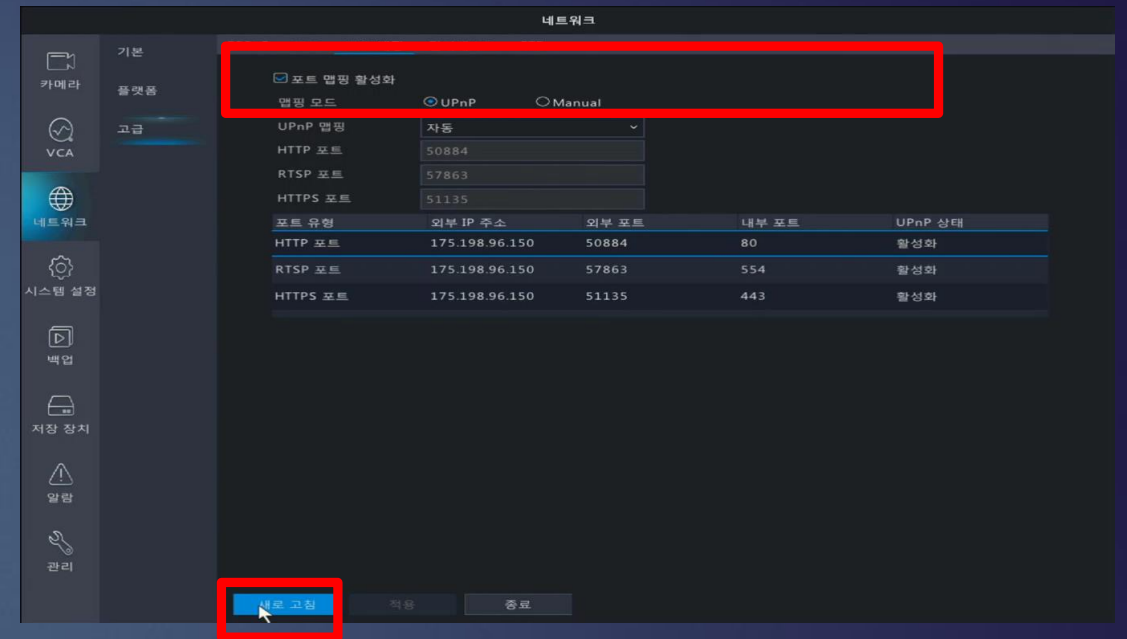 네트워크
기본
플랫폼
고급
카메라
VCA
네트워크
시스템 설정
백업
저장 장치
알람
관리
포트 맵핑 활성화
맵핑 모드 UPnP Manual
UPnP 맵핑 자동
HTTP 포트 50884
RTSP 포트 57863
HTTPS 포트 51135
포트 유형 외부 IP 주소 외부 포트 내부 포트 UPnP 상태
HTTP 포트 175.198.96.150 50884 80 활성화
RTSP 포트 175.198.96.150 57863 554 활성화
HTTPS 포트 175.198.96.150 51135 443 활성화
새로 고침 적용 종료